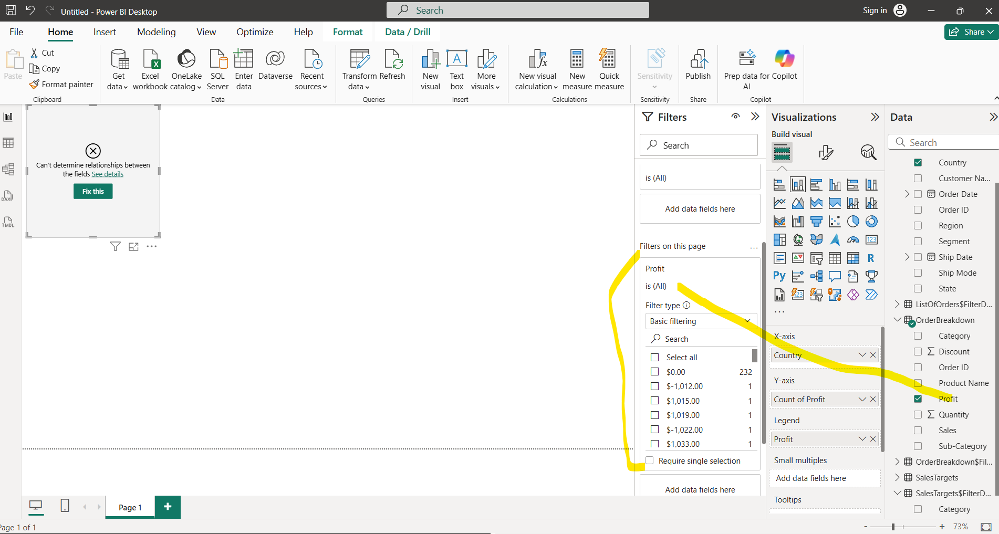 Untitled - Power BI Desktop
Search
Sign in
File
Home
Insert
Modeling
View
Optimize
Help
Format
Data / Drill
Share
Paste
Cut
Copy
Format painter
Clipboard
Get data
Excel workbook
OneLake catalog
SQL Server
Enter data
Dataverse
Recent sources
Data
Transform data
Refresh
Queries
New visual
Text box
More visuals
Insert
New visual calculation
New measure
Quick measure
Calculations
Sensitivity
Sensitivity
Publish
Share
Prep data for AI
Copilot
Copilot
DAX
TMDL
Can't determine relationships between
the fields See details
Fix this
Filters
Search
is (All)
Add data fields here
Filters on this page
Profit
is (All)
Filter type
Basic filtering
Search
Select all
$0.00 232
$-1,012.00 1
$1,015.00 1
$1,019.00 1
$-1,022.00 1
$1,033.00 1
Require single selection
Add data fields here
Visualizations
Build visual
123
R
Py
123
X-axis
Country
Y-axis
Count of Profit
Legend
Profit
Small multiples
Add data fields here
Tooltips
Data
Search
Country
Customer Na...
Order Date
Order ID
Region
Segment
Ship Date
Ship Mode
State
ListOfOrders$FilterD...
OrderBreakdown
Category
Discount
Order ID
Product Name
Profit
Quantity
Sales
Sub-Category
OrderBreakdown$Fil...
SalesTargets
SalesTargets$FilterD...
Category
Page 1
Page 1 of 1
73%